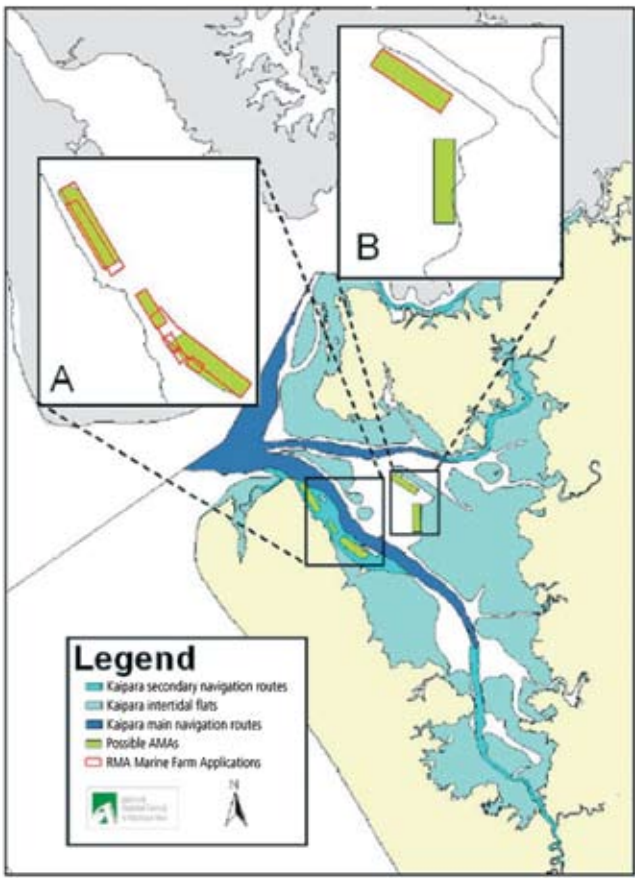 B
A
Legend
Kaipara secondary navigation routes
Kaipara intertidal flats
Kaipara main navigation routes
Possible AMAs
RMA Marine Farm Applications
N